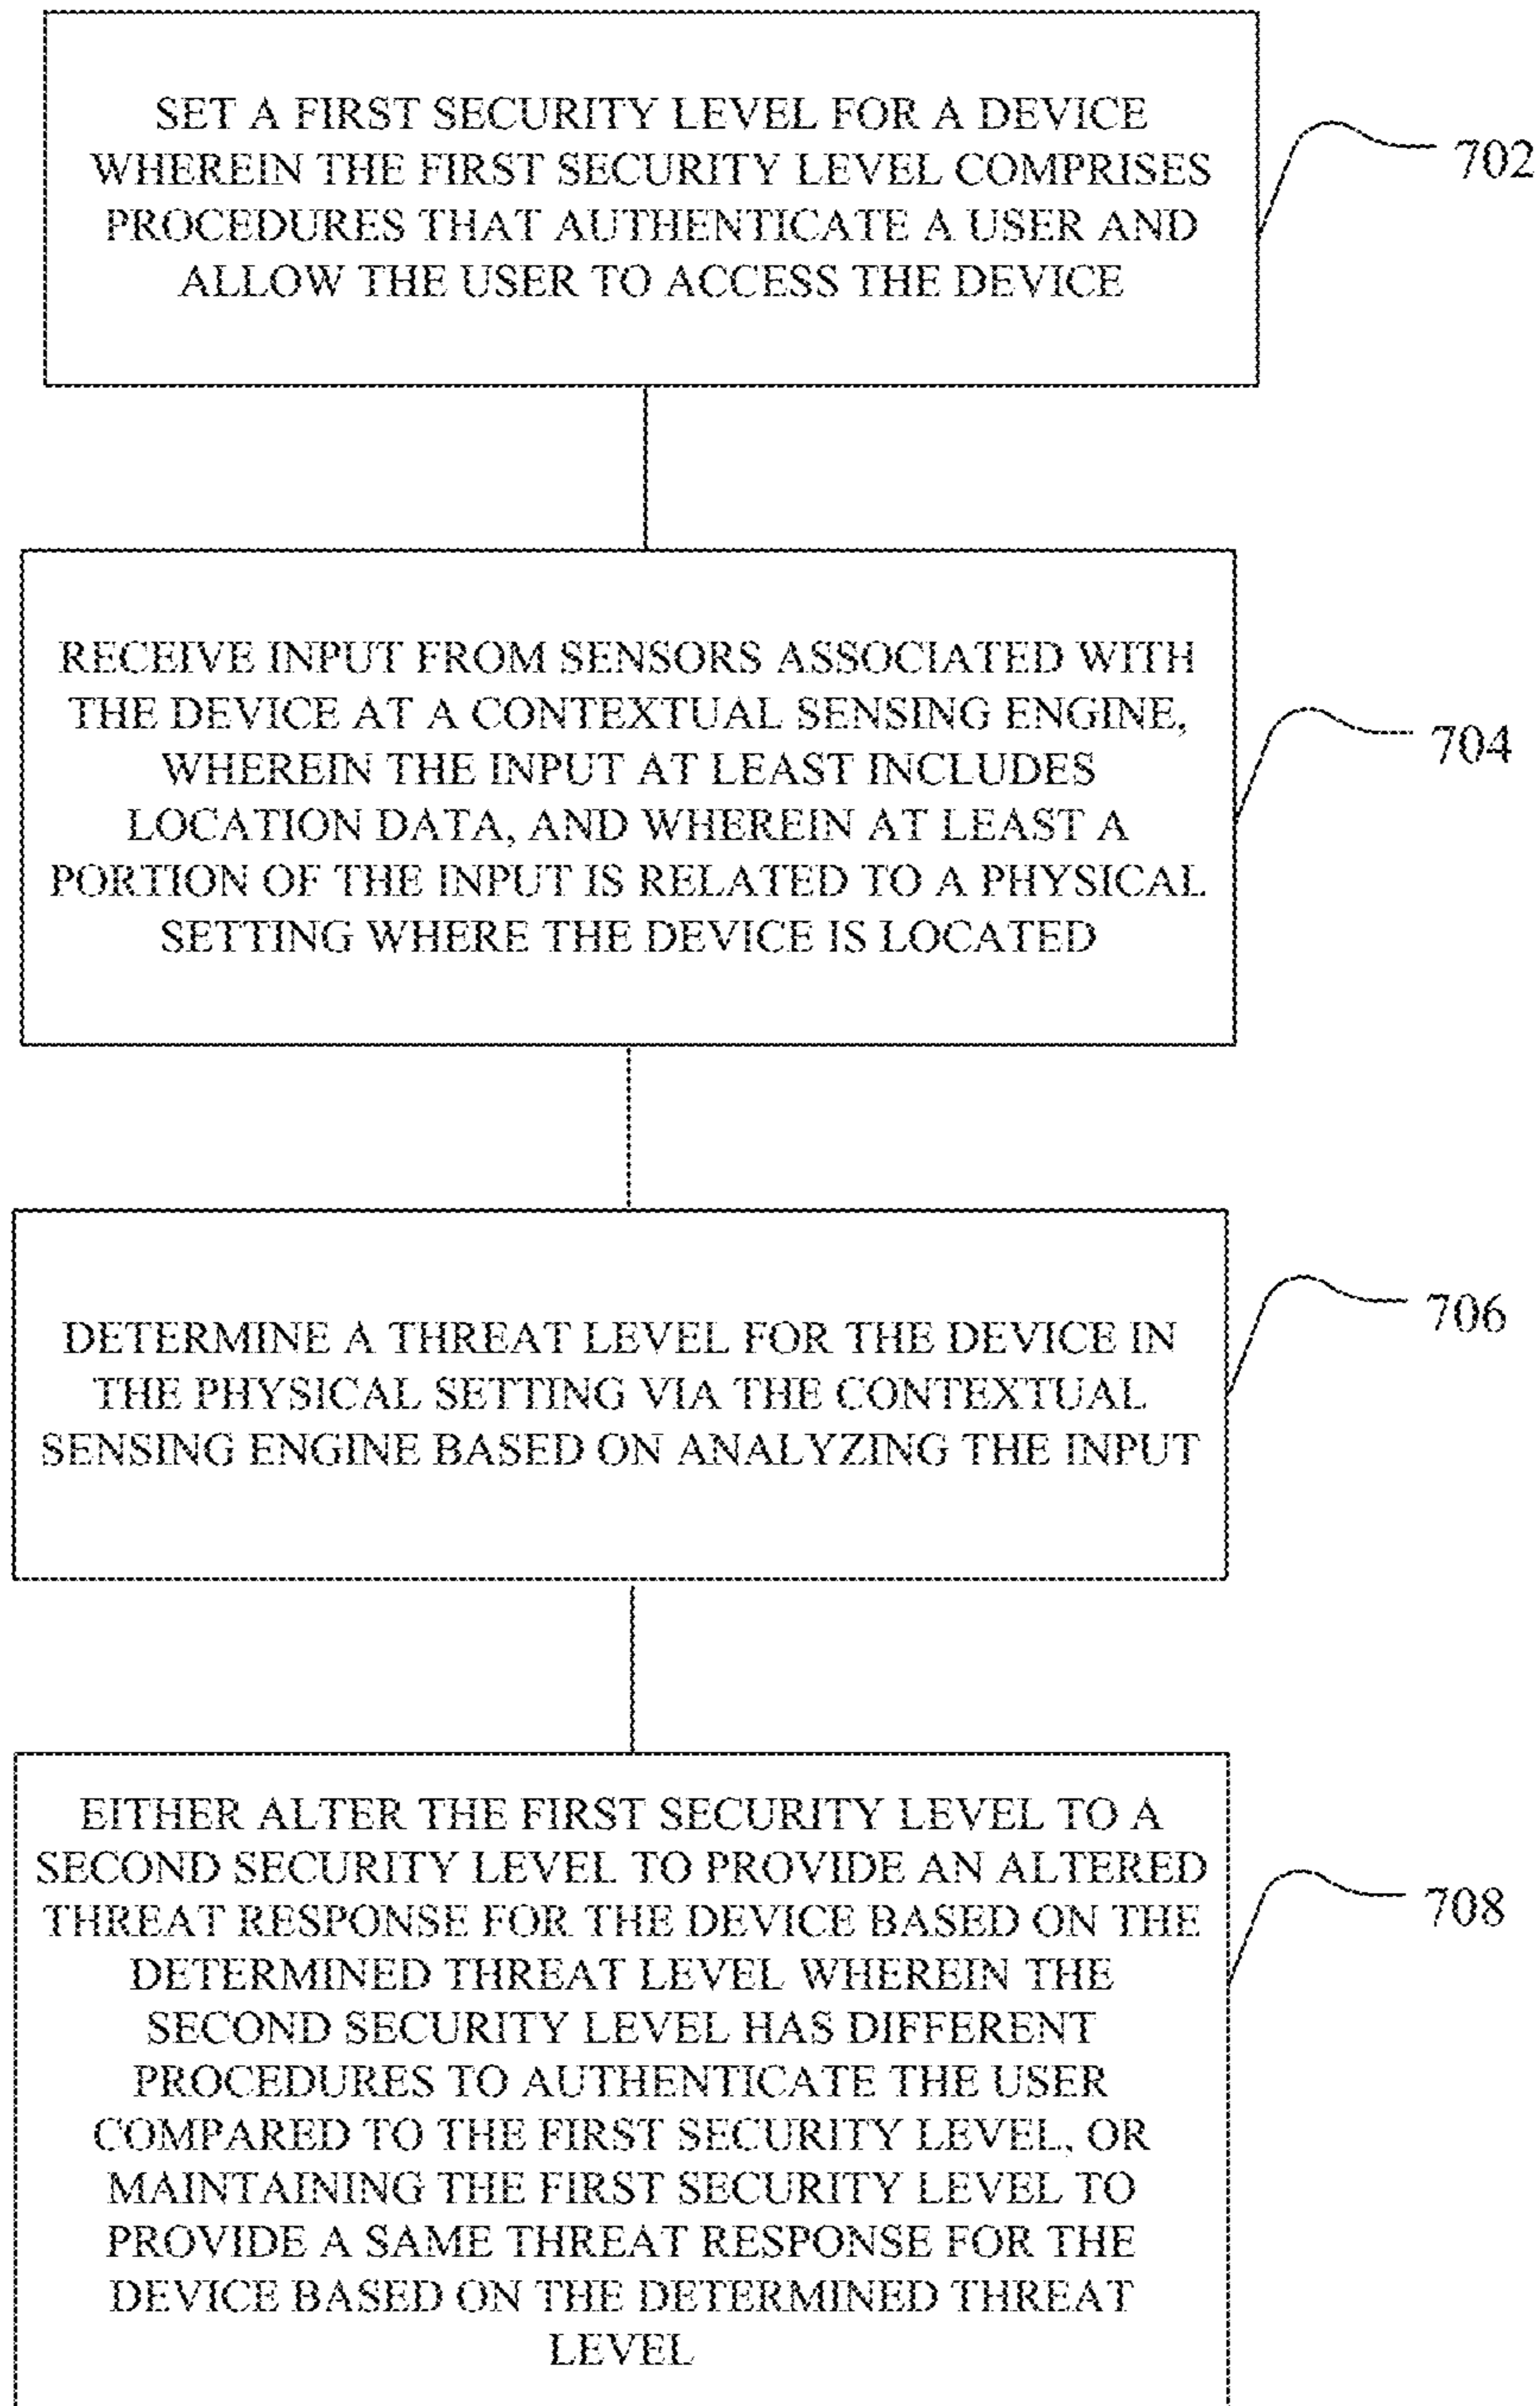 SET A FIRST SECURITY LEVEL FOR A DEVICE
WHEREIN THE FIRST SECURITY LEVEL COMPRISES
PROCEDURES THAT AUTHENTICATE A USER AND
ALLOW THE USER TO ACCESS THE DEVICE
702
RECEIVE INPUT FROM SENSORS ASSOCIATED WITH
THE DEVICE AT A CONTEXTUAL SENSING ENGINE,
WHEREIN THE INPUT AT LEAST INCLUDES
LOCATION DATA, AND WHEREIN AT LEAST A
PORTION OF THE INPUT IS RELATED TO A PHYSICAL
SETTING WHERE THE DEVICE IS LOCATED
704
DETERMINE A THREAT LEVEL FOR THE DEVICE IN
THE PHYSICAL SETTING VIA THE CONTEXTUAL
SENSING ENGINE BASED ON ANALYZING THE INPUT
706
EITHER ALTER THE FIRST SECURITY LEVEL TO A
SECOND SECURITY LEVEL TO PROVIDE AN ALTERED
THREAT RESPONSE FOR THE DEVICE BASED ON THE
DETERMINED THREAT LEVEL WHEREIN THE
SECOND SECURITY LEVEL HAS DIFFERENT
PROCEDURES TO AUTHENTICATE THE USER
COMPARED TO THE FIRST SECURITY LEVEL, OR
MAINTAINING THE FIRST SECURITY LEVEL TO
PROVIDE A SAME THREAT RESPONSE FOR THE
DEVICE BASED ON THE DETERMINED THREAT
LEVEL
708